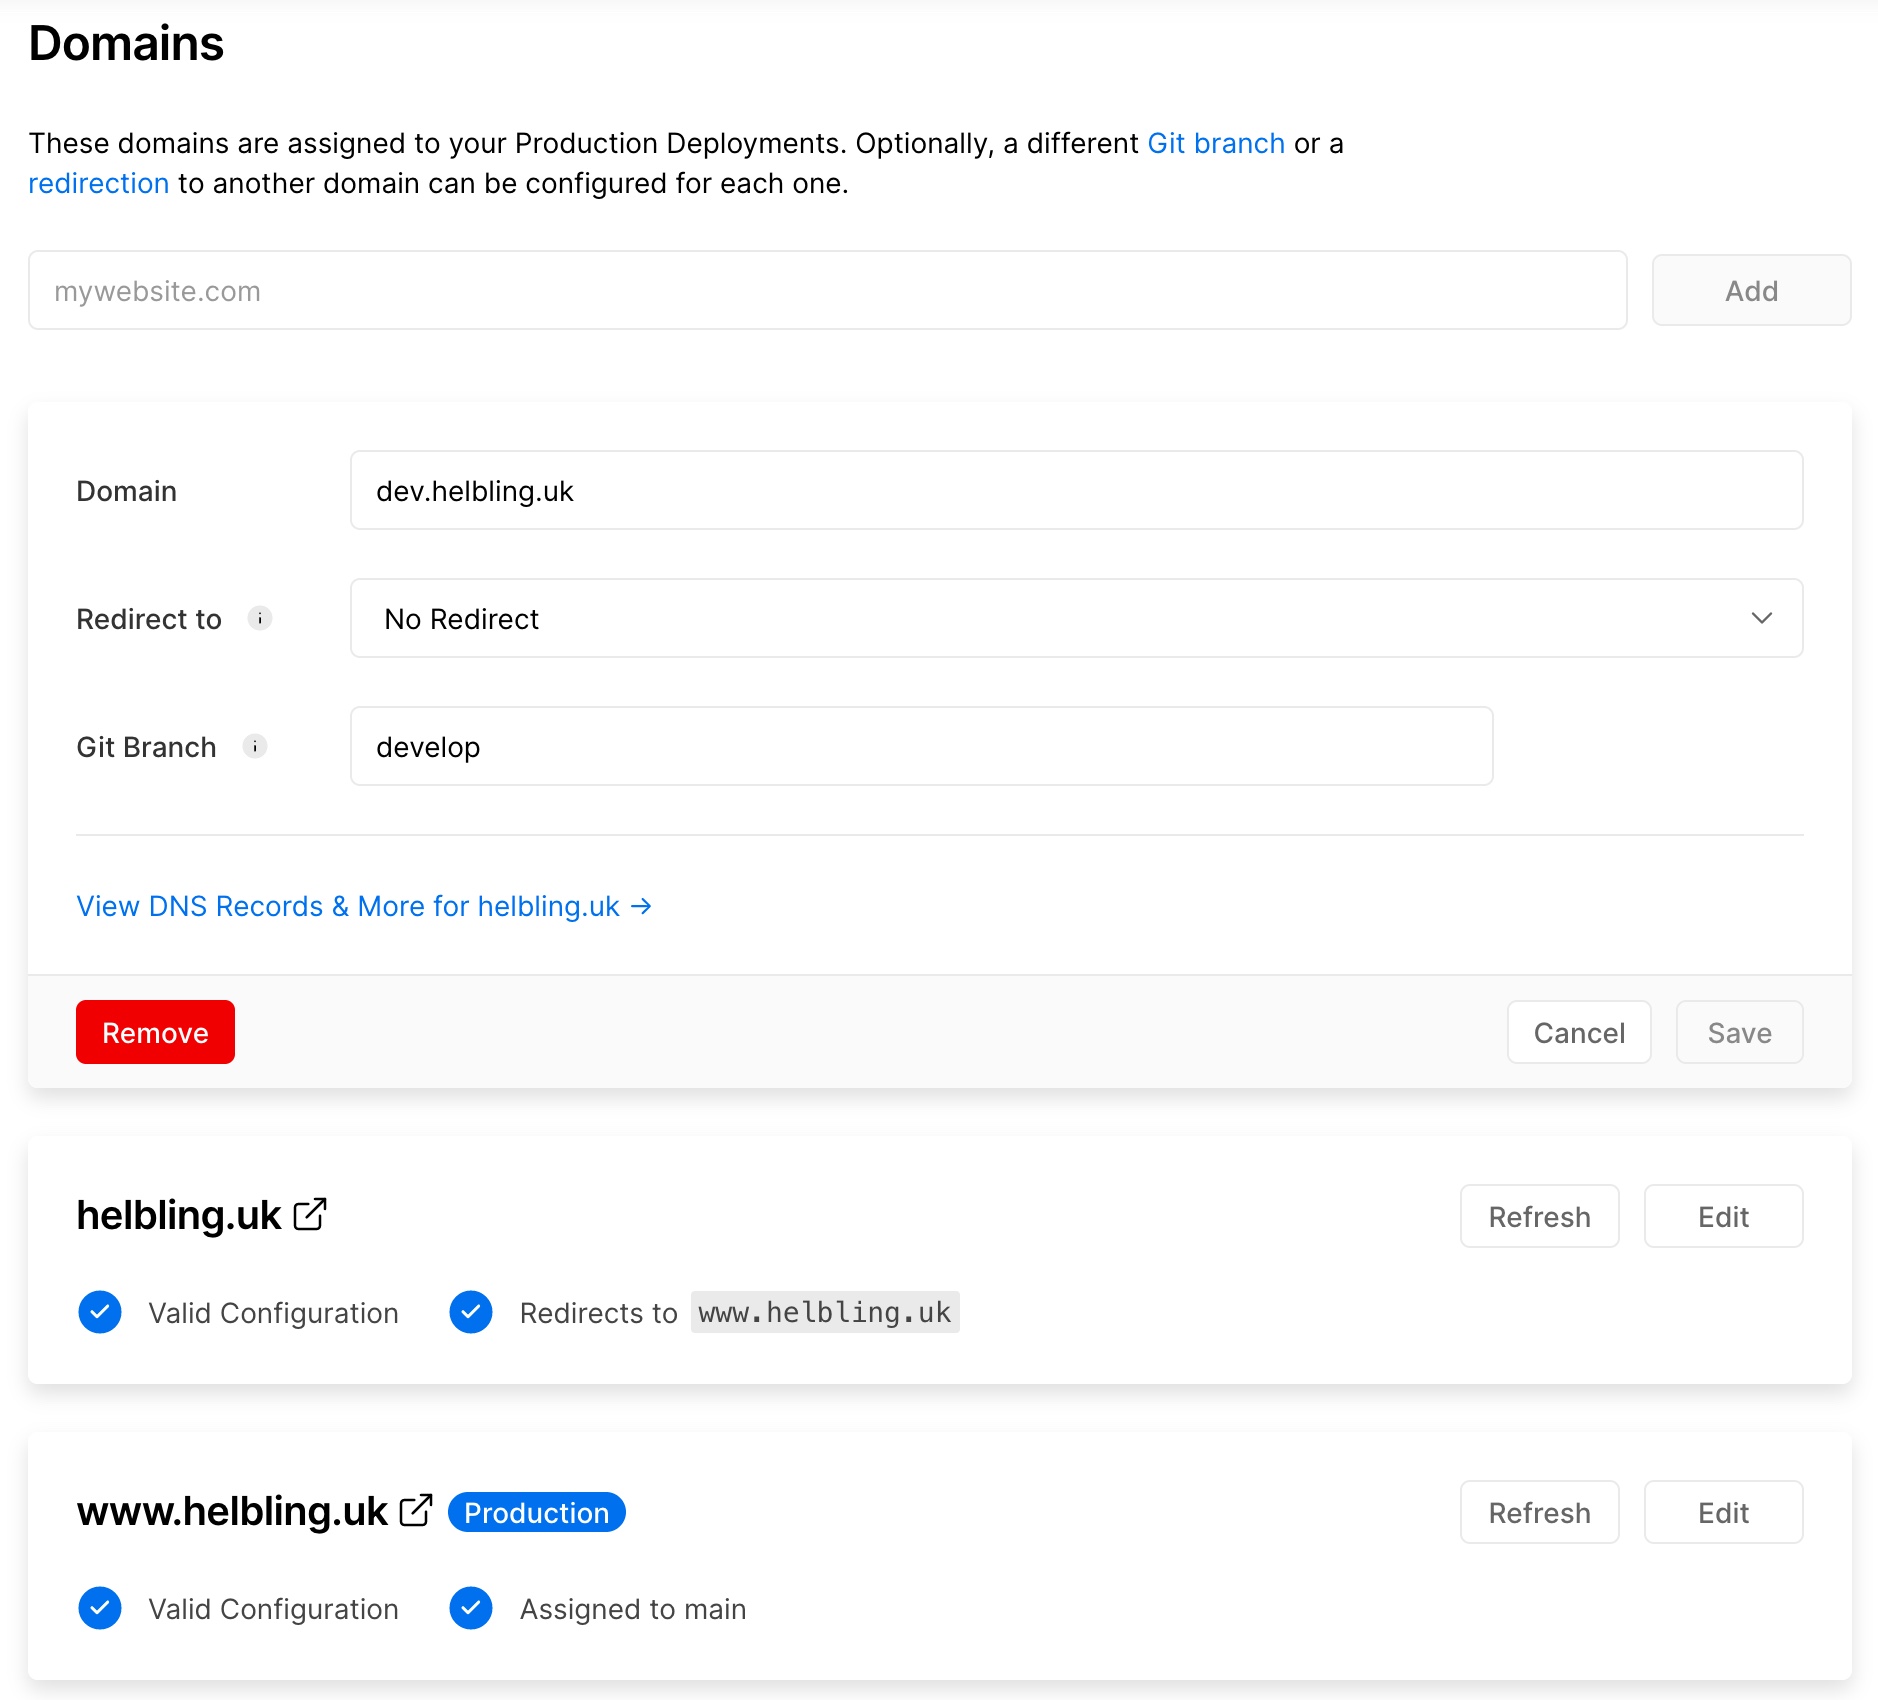 Domains
These domains are assigned to your Production Deployments. Optionally, a different Git branch or a
redirection to another domain can be configured for each one.
mywebsite.com
Add
Domain
dev.helbling.uk
Redirect to
i
No Redirect
Git Branch
i
develop
View DNS Records & More for helbling.uk →
Remove
Cancel
Save
helbling.uk
Refresh
Edit
Valid Configuration
Redirects to www.helbling.uk
www.helbling.uk
Production
Refresh
Edit
Valid Configuration
Assigned to main